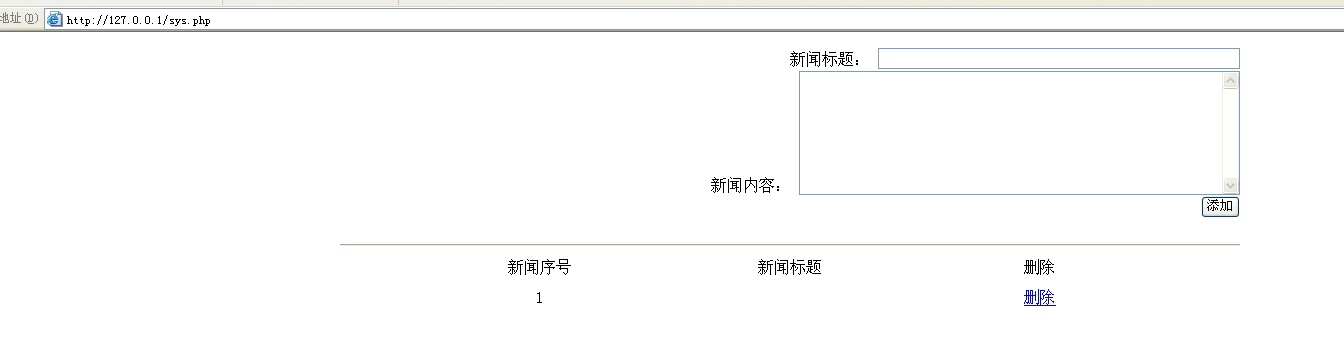 地址(D) http://127.0.0.1/sys.php
新闻标题：
新闻内容：
添加
新闻序号 新闻标题 删除
1 删除